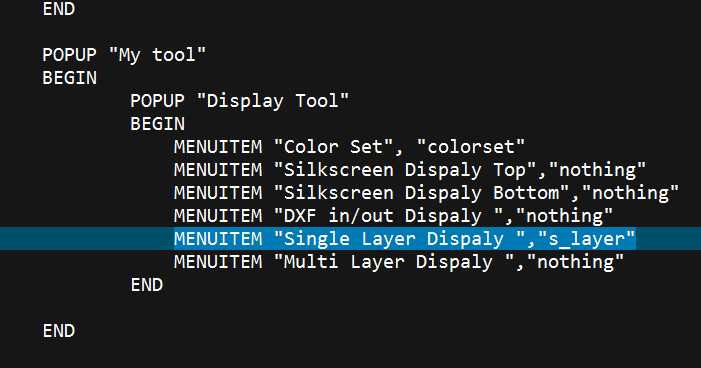 END
POPUP "My tool"
BEGIN
POPUP "Display Tool"
BEGIN
MENUITEM "Color Set", "colorset"
MENUITEM "Silkscreen Dispaly Top","nothing"
MENUITEM "Silkscreen Dispaly Bottom","nothing"
MENUITEM "DXF in/out Dispaly ","nothing"
MENUITEM "Single Layer Dispaly ","s_layer"
MENUITEM "Multi Layer Dispaly ","nothing"
END
END